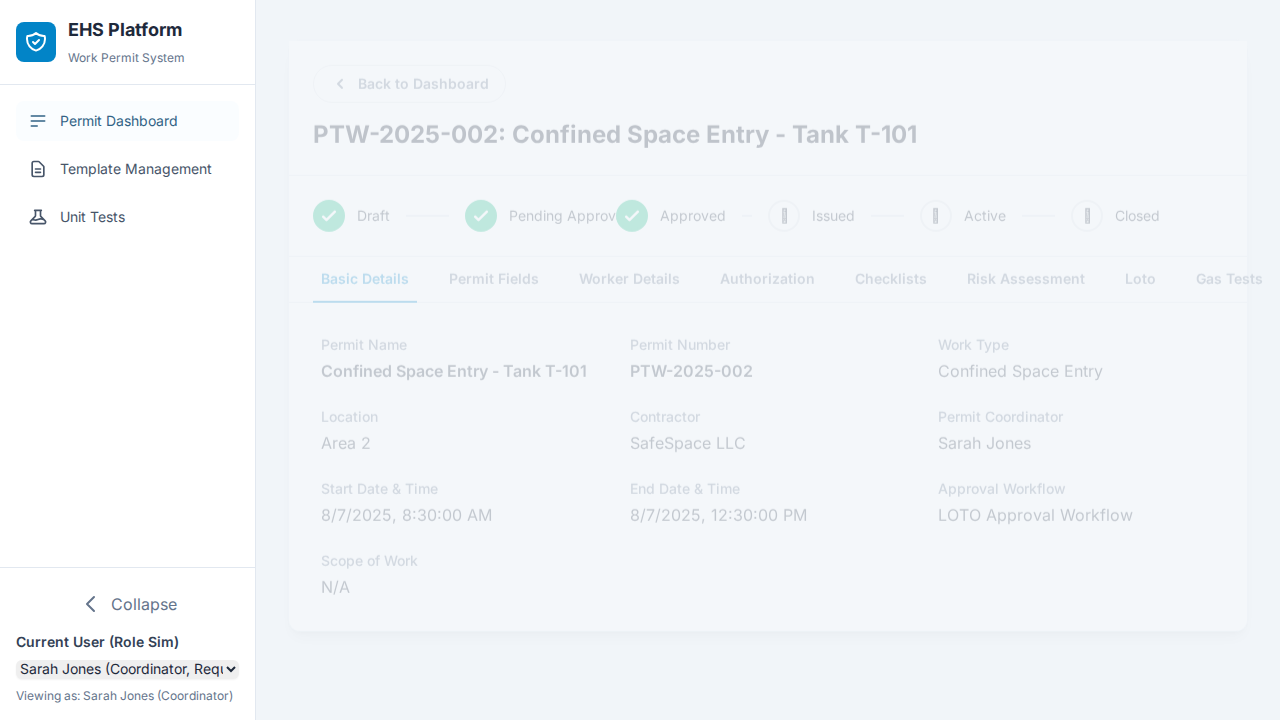 EHS Platform
Work Permit System
Permit Dashboard
Template Management
Unit Tests
Collapse
Current User (Role Sim)
Sarah Jones (Coordinator, Requ
Viewing as: Sarah Jones (Coordinator)
Back to Dashboard
PTW-2025-002: Confined Space Entry - Tank T-101
Draft Pending Approv Approved Issued Active Closed
Basic Details Permit Fields Worker Details Authorization Checklists Risk Assessment Loto Gas Tests
Permit Name Permit Number Work Type
Confined Space Entry - Tank T-101 PTW-2025-002 Confined Space Entry
Location Contractor Permit Coordinator
Area 2 SafeSpace LLC Sarah Jones
Start Date & Time End Date & Time Approval Workflow
8/7/2025, 8:30:00 AM 8/7/2025, 12:30:00 PM LOTO Approval Workflow
Scope of Work
N/A